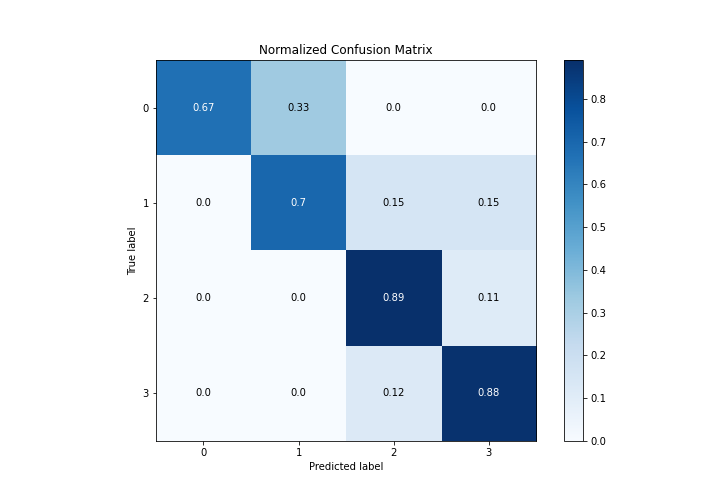 Normalized Confusion Matrix
True label
0 0.67 0.33 0.0 0.0
1 0.0 0.7 0.15 0.15
2 0.0 0.0 0.89 0.11
3 0.0 0.0 0.12 0.88
0 1 2 3
Predicted label
0.8
0.7
0.6
0.5
0.4
0.3
0.2
0.1
0.0